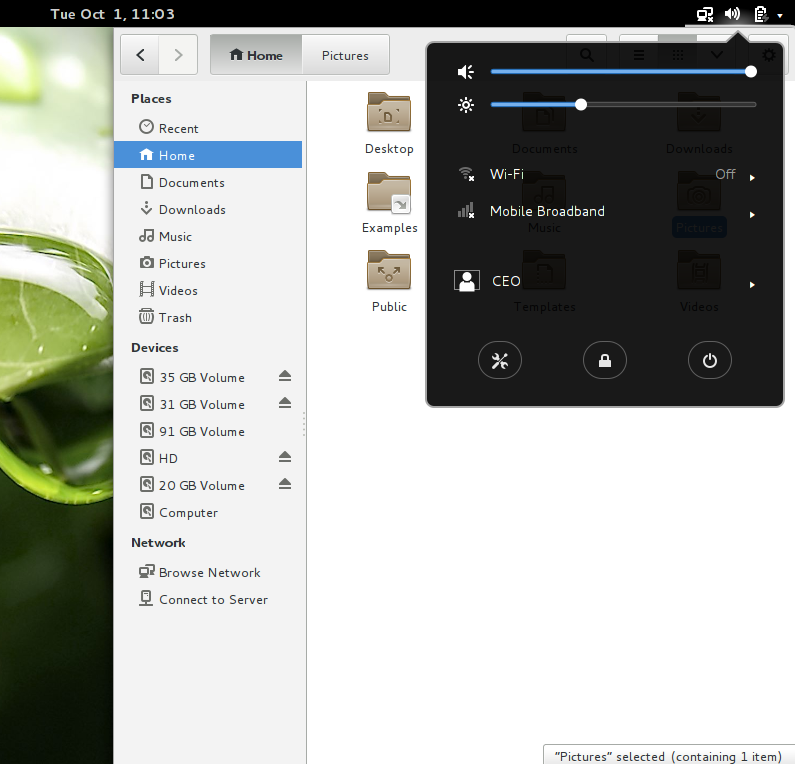 Tue Oct 1, 11:03
Home
Pictures
Places
Recent
Home
Documents
Downloads
Music
Pictures
Videos
Trash
Devices
35 GB Volume
31 GB Volume
91 GB Volume
HD
20 GB Volume
Computer
Network
Browse Network
Connect to Server
Desktop
Documents
Downloads
Examples
Music
Pictures
Public
Templates
Videos
Wi-Fi
Off
Mobile Broadband
CEO
"Pictures" selected (containing 1 item)